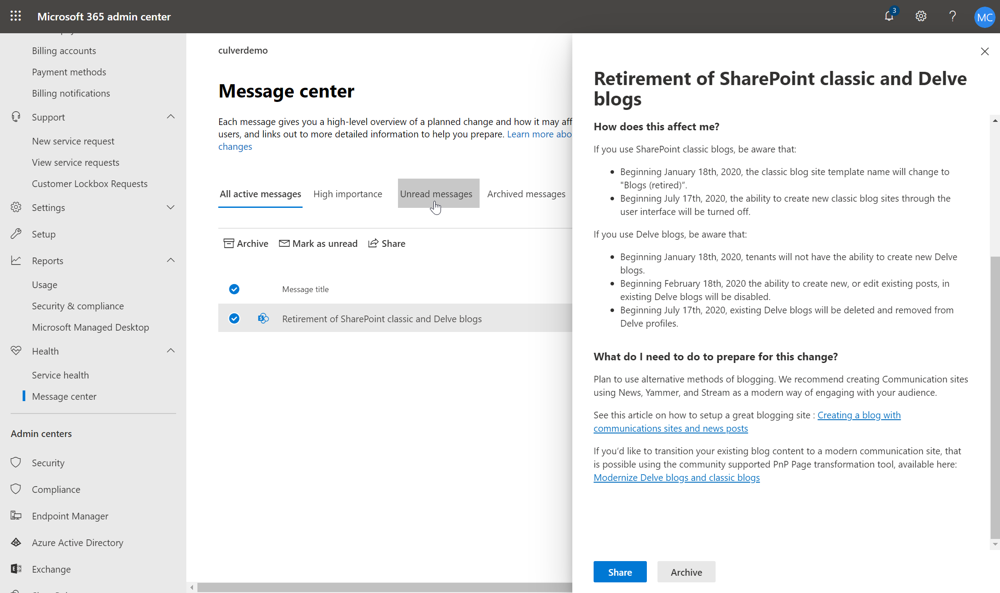 Microsoft 365 admin center
3
MC
Billing accounts
Payment methods
Billing notifications
Support
New service request
View service requests
Customer Lockbox Requests
Settings
Setup
Reports
Usage
Security & compliance
Microsoft Managed Desktop
Health
Service health
Message center
Admin centers
Security
Compliance
Endpoint Manager
Azure Active Directory
Exchange
culverdemo
Message center
Each message gives you a high-level overview of a planned change and how it may aff
users, and links out to more detailed information to help you prepare. Learn more abo
changes
All active messages
High importance
Unread messages
Archived messages
Archive
Mark as unread
Share
Message title
Retirement of SharePoint classic and Delve blogs
Retirement of SharePoint classic and Delve
blogs
How does this affect me?
If you use SharePoint classic blogs, be aware that:
• Beginning January 18th, 2020, the classic blog site template name will change to
"Blogs (retired)”.
• Beginning July 17th, 2020, the ability to create new classic blog sites through the
user interface will be turned off.
If you use Delve blogs, be aware that:
• Beginning January 18th, 2020, tenants will not have the ability to create new Delve
blogs.
• Beginning February 18th, 2020 the ability to create new, or edit existing posts, in
existing Delve blogs will be disabled.
• Beginning July 17th, 2020, existing Delve blogs will be deleted and removed from
Delve profiles.
What do I need to do to prepare for this change?
Plan to use alternative methods of blogging. We recommend creating Communication sites
using News, Yammer, and Stream as a modern way of engaging with your audience.
See this article on how to setup a great blogging site : Creating a blog with
communications sites and news posts
If you’d like to transition your existing blog content to a modern communication site, that
is possible using the community supported PnP Page transformation tool, available here:
Modernize Delve blogs and classic blogs
Share
Archive